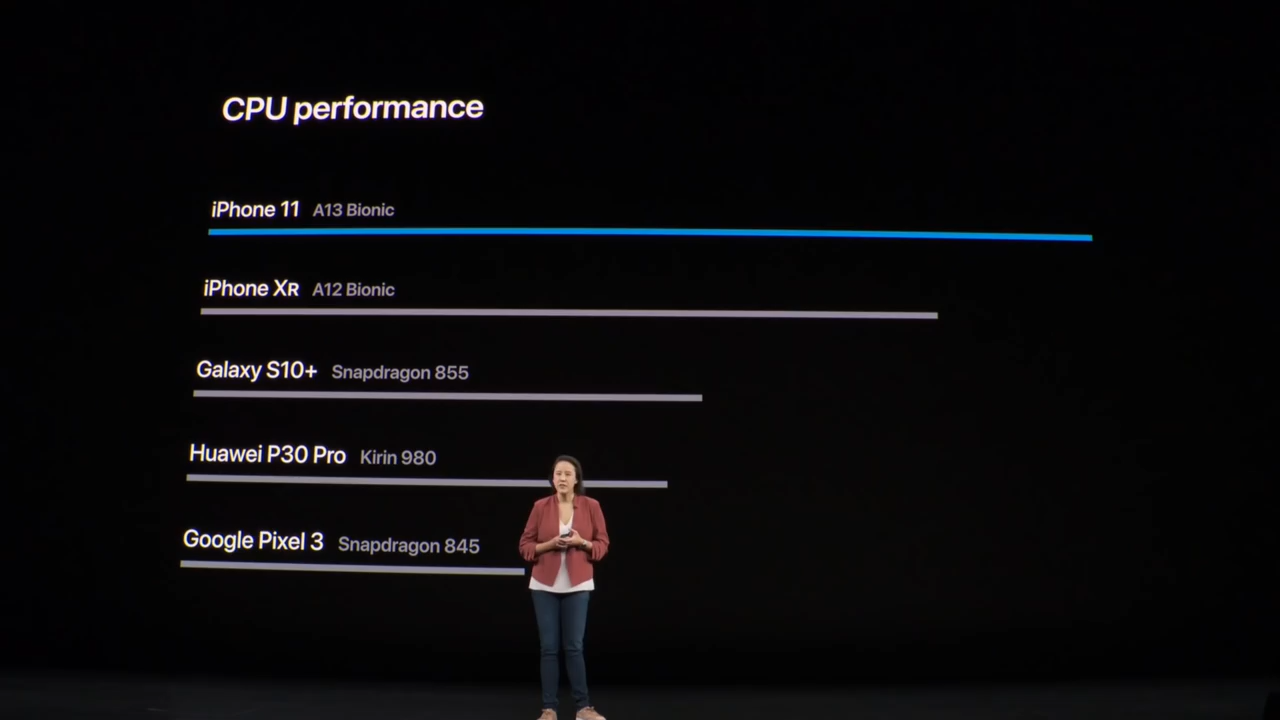 CPU performance
iPhone 11 A13 Bionic
iPhone XR A12 Bionic
Galaxy S10+ Snapdragon 855
Huawei P30 Pro Kirin 980
Google Pixel 3 Snapdragon 845